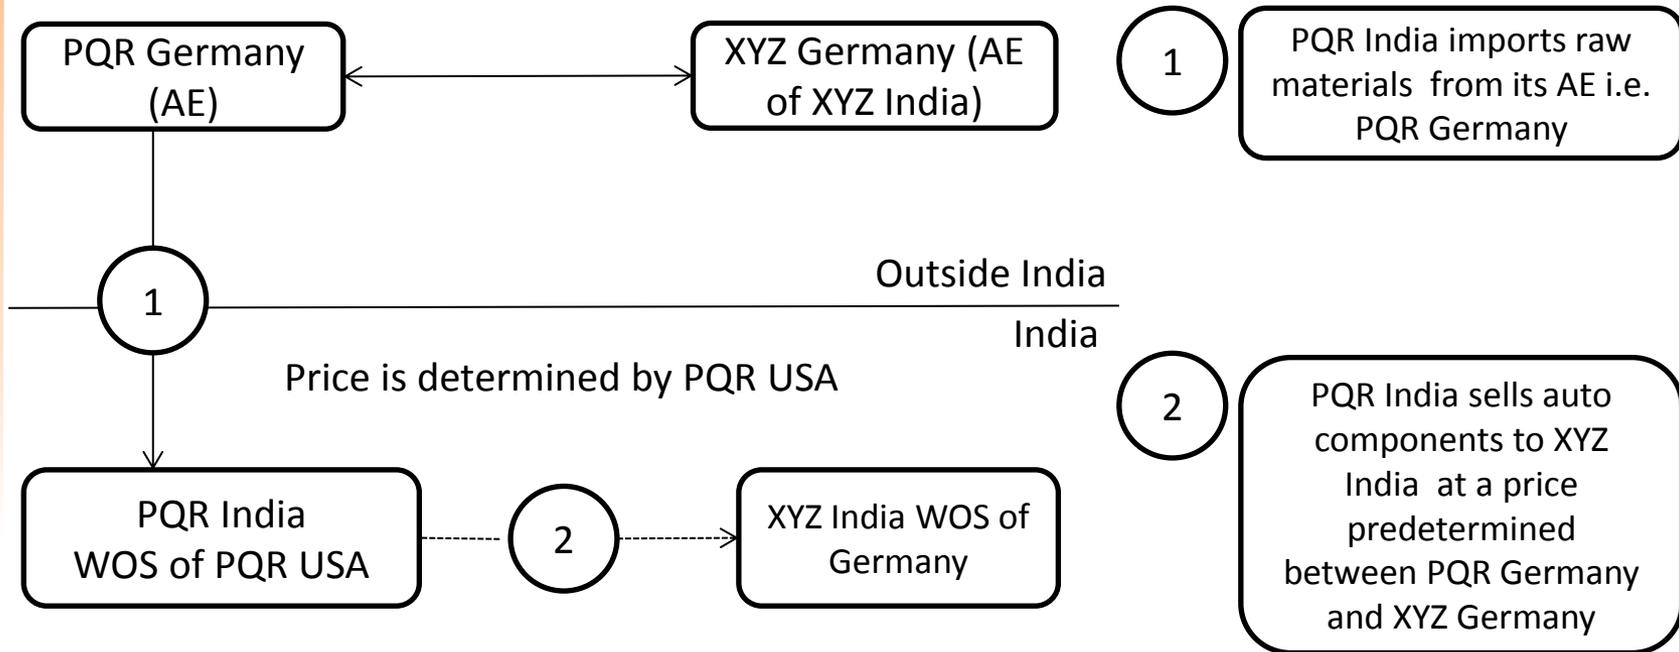 PQR Germany
(AE)
XYZ Germany (AE
of XYZ India)
1
PQR India imports raw
materials from its AE i.e.
PQR Germany
1
Outside India
India
Price is determined by PQR USA
2
PQR India sells auto
components to XYZ
India at a price
predetermined
between PQR Germany
and XYZ Germany
PQR India
WOS of PQR USA
2
XYZ India WOS of
Germany